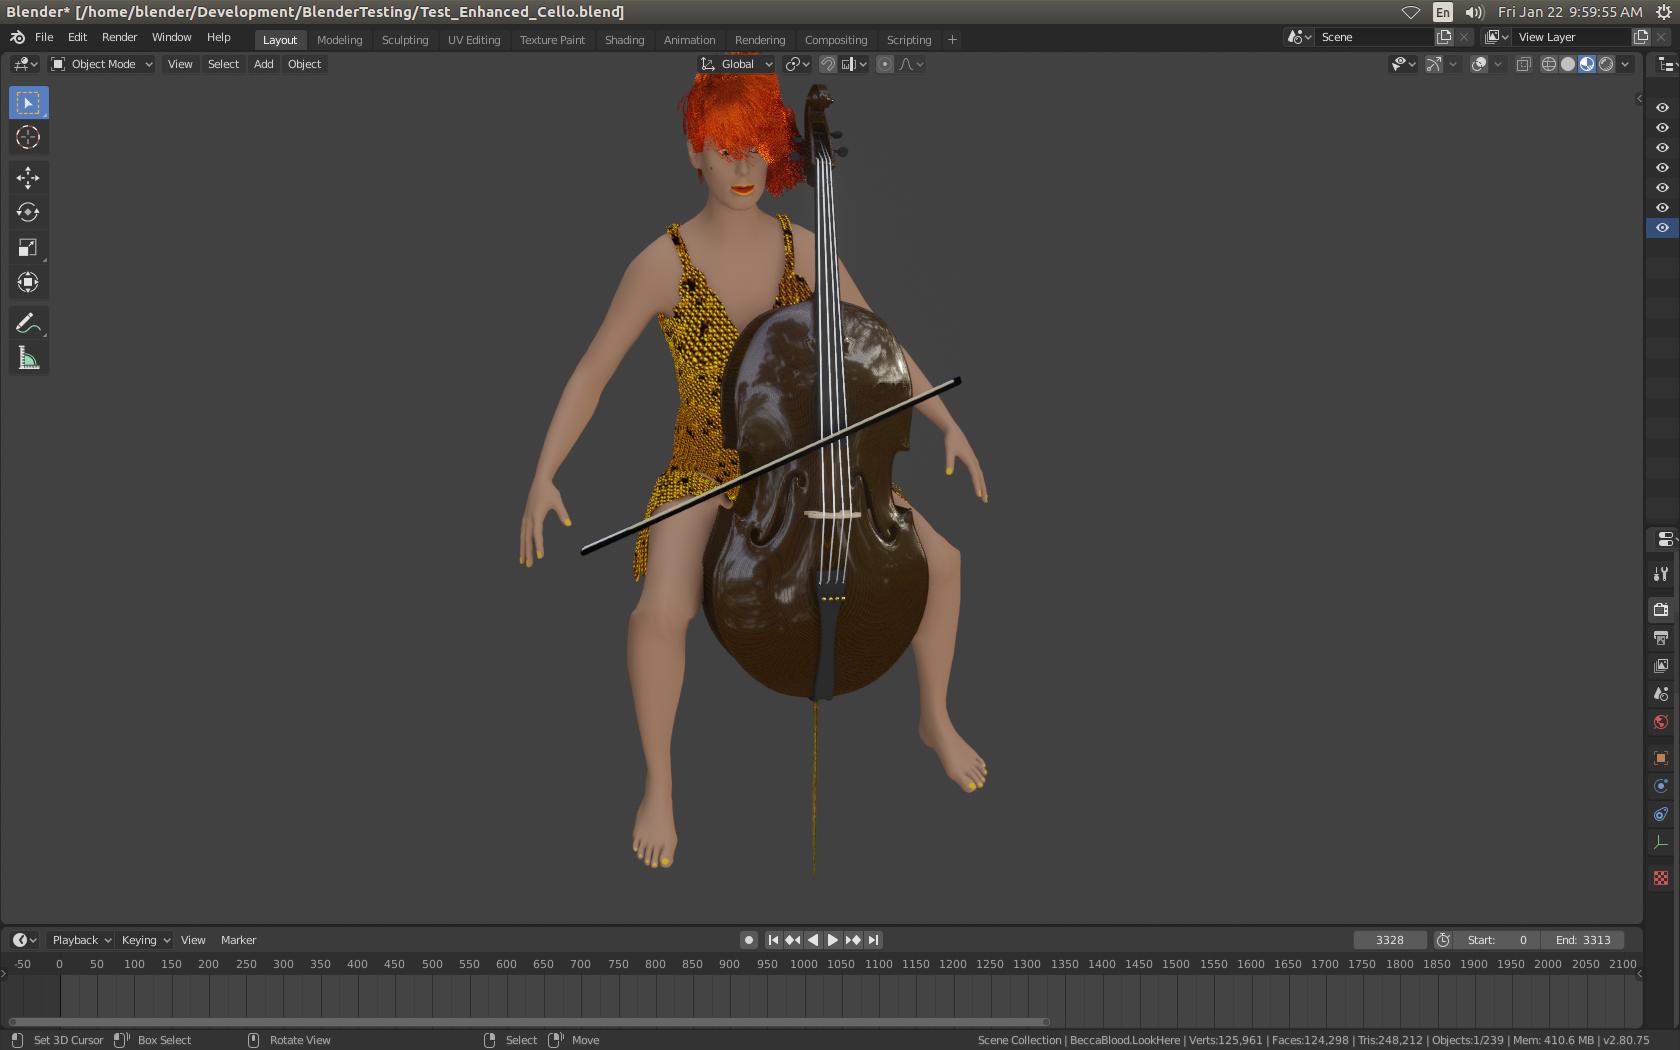 Blender* [/home/blender/Development/BlenderTesting/Test_Enhanced_Cello.blend]
En
Fri Jan 22 9:59:55 AM
File Edit Render Window Help
Layout Modeling Sculpting UV Editing Texture Paint Shading Animation Rendering Compositing Scripting +
Scene
View Layer
Object Mode View Select Add Object
Global
Playback Keying View Marker
3328
Start: 0
End: 3313
-50 0 50 100 150 200 250 300 350 400 450 500 550 600 650 700 750 800 850 900 950 1000 1050 1100 1150 1200 1250 1300 1350 1400 1450 1500 1550 1600 1650 1700 1750 1800 1850 1900 1950 2000 2050 2100
Set 3D Cursor Box Select Rotate View Select Move
Scene Collection | BeccaBlood.LookHere | Verts:125,961 | Faces:124,298 | Tris:248,212 | Objects:1/239 | Mem: 410.6 MB | v2.80.75